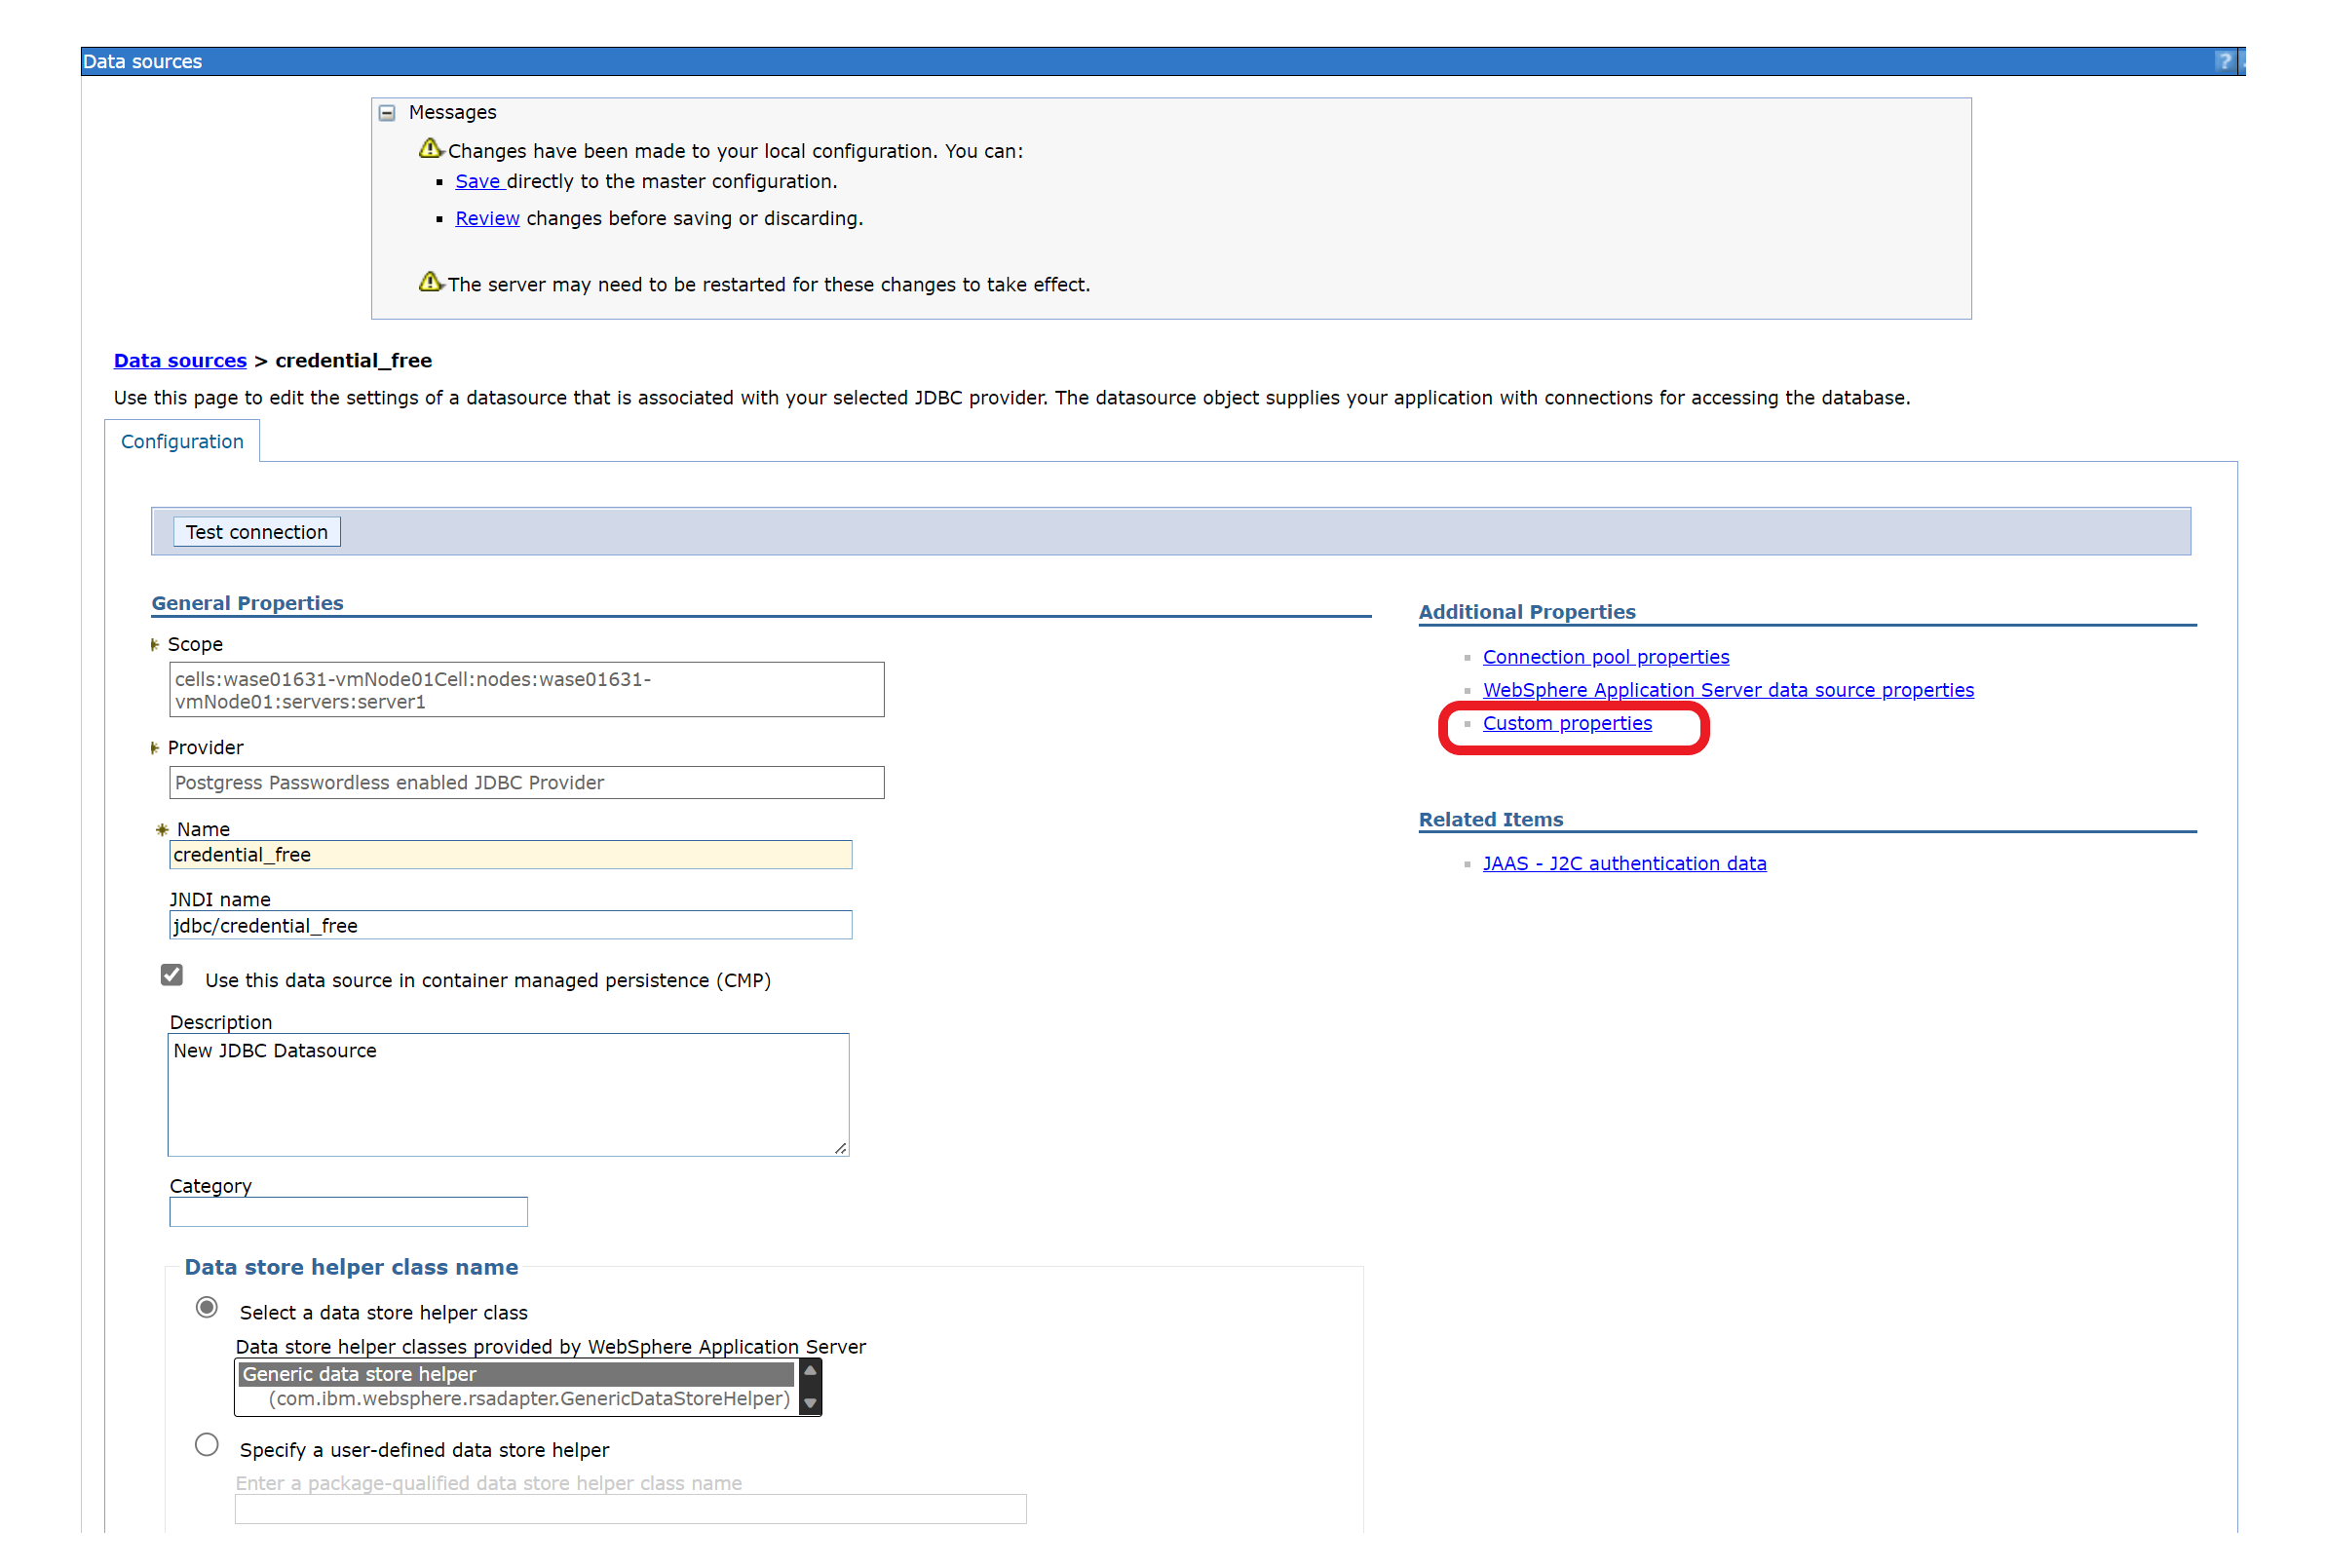 Data sources
?
Messages
Changes have been made to your local configuration. You can:
Save directly to the master configuration.
Review changes before saving or discarding.
The server may need to be restarted for these changes to take effect.
Data sources > credential_free
Use this page to edit the settings of a datasource that is associated with your selected JDBC provider. The datasource object supplies your application with connections for accessing the database.
Configuration
Test connection
General Properties
Scope
cells:wase01631-vmNode01Cell:nodes:wase01631-
vmNode01:servers:server1
Provider
Postgress Passwordless enabled JDBC Provider
Name
credential_free
JNDI name
jdbc/credential_free
Use this data source in container managed persistence (CMP)
Description
New JDBC Datasource
Category
Data store helper class name
Select a data store helper class
Data store helper classes provided by WebSphere Application Server
Generic data store helper
(com.ibm.websphere.rsadapter.GenericDataStoreHelper)
Specify a user-defined data store helper
Enter a package-qualified data store helper class name
Additional Properties
Connection pool properties
WebSphere Application Server data source properties
Custom properties
Related Items
JAAS - J2C authentication data